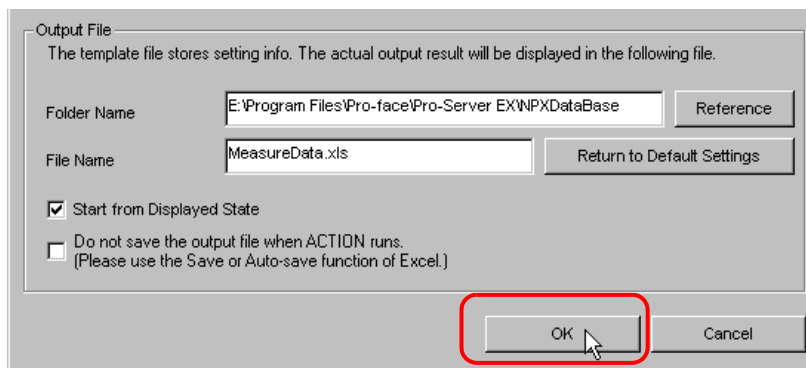 Output File
The template file stores setting info. The actual output result will be displayed in the following file.
Folder Name
E:\Program Files\Pro-face\Pro-Server EX\NPXDataBase
Reference
File Name
MeasureData.xls
Return to Default Settings
Start from Displayed State
Do not save the output file when ACTION runs.
(Please use the Save or Auto-save function of Excel.)
OK
Cancel